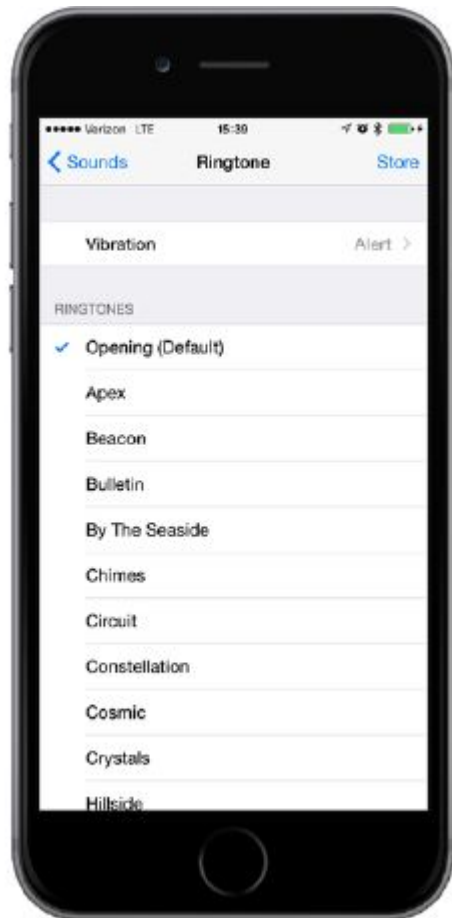 Verizon LTE 15:39
Sounds Ringtone Store
Vibration Alert
RINGTONES
Opening (Default)
Apex
Beacon
Bulletin
By The Seaside
Chimes
Circuit
Constellation
Cosmic
Crystals
Hillside